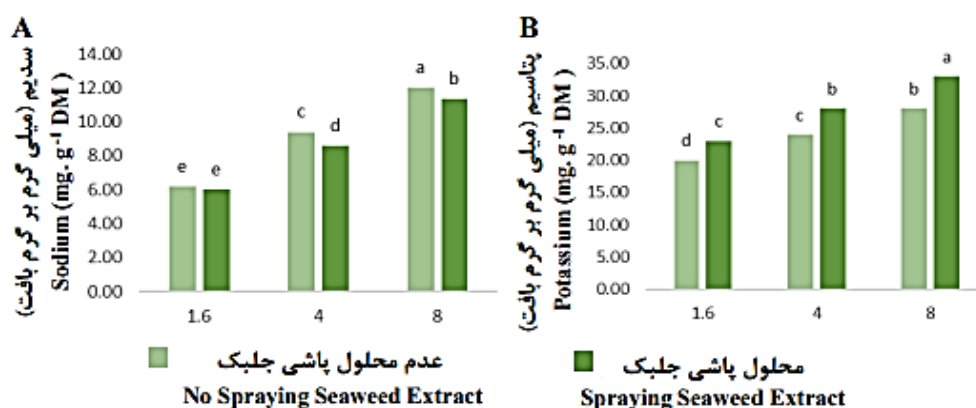 A
سدیم (میلی گرم بر گرم بافت)
Sodium (mg. g⁻¹ DM )
14.00
12.00
10.00
8.00
6.00
4.00
2.00
0.00
e e c d a b
1.6 4 8
B
پتاسیم (میلی گرم بر گرم بافت)
Potassium (mg. g⁻¹ DM )
35.00
30.00
25.00
20.00
15.00
10.00
5.00
0.00
d c c b b a
1.6 4 8
عدم محلول پاشی جلبک
No Spraying Seaweed Extract
محلول پاشی جلبک
Spraying Seaweed Extract